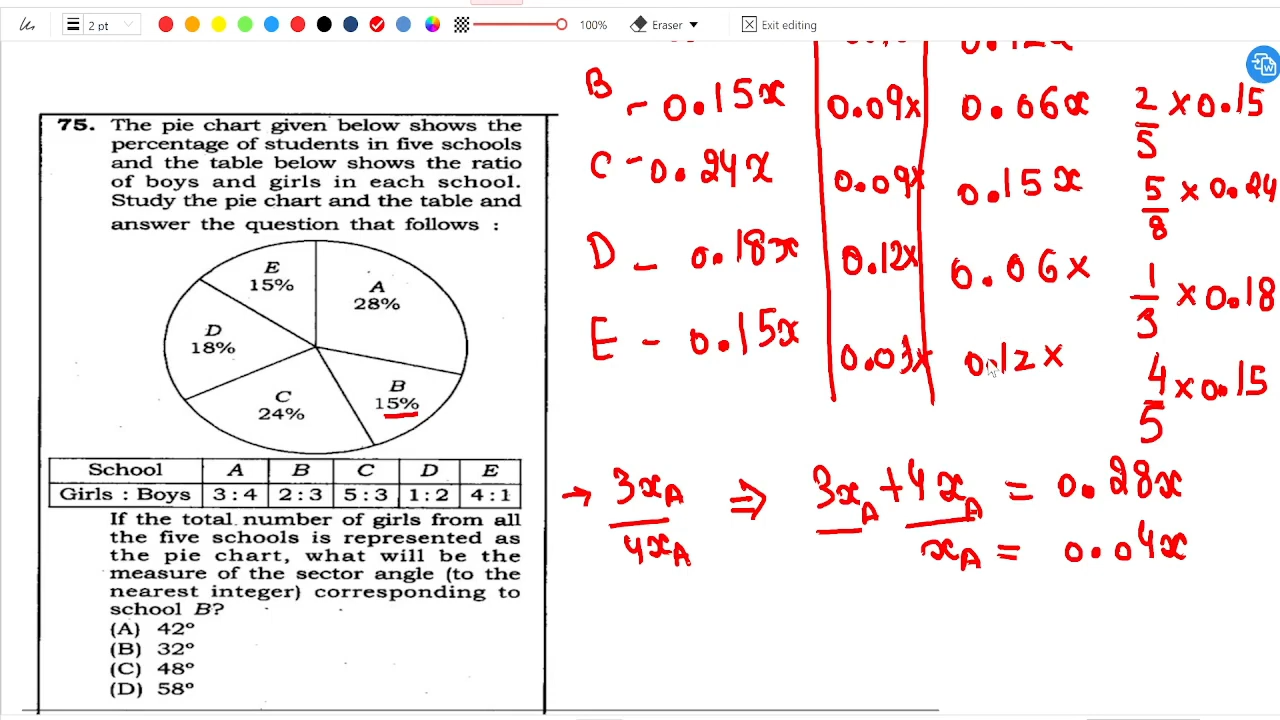 2 pt
100%
Eraser
Exit editing
75. The pie chart given below shows the
percentage of students in five schools
and the table below shows the ratio
of boys and girls in each school.
Study the pie chart and the table and
answer the question that follows :
E
15%
A
28%
D
18%
B
15%
C
24%
School A B C D E
Girls : Boys 3 : 4 2 : 3 5 : 3 1 : 2 4 : 1
If the total number of girls from all
the five schools is represented as
the pie chart, what will be the
measure of the sector angle (to the
nearest integer) corresponding to
school B?
(A) 42°
(B) 32°
(C) 48°
(D) 58°
B - 0.15x 0.09x 0.06x 2/5 x 0.15
C - 0.24x 0.09x 0.15x 5/8 x 0.24
D - 0.18x 0.12x 0.06x 1/3 x 0.18
E - 0.15x 0.03x 0.12x 4/5 x 0.15
→ 3xA/4xA ⇒ 3xA + 4xA = 0.28x
xA = 0.04x